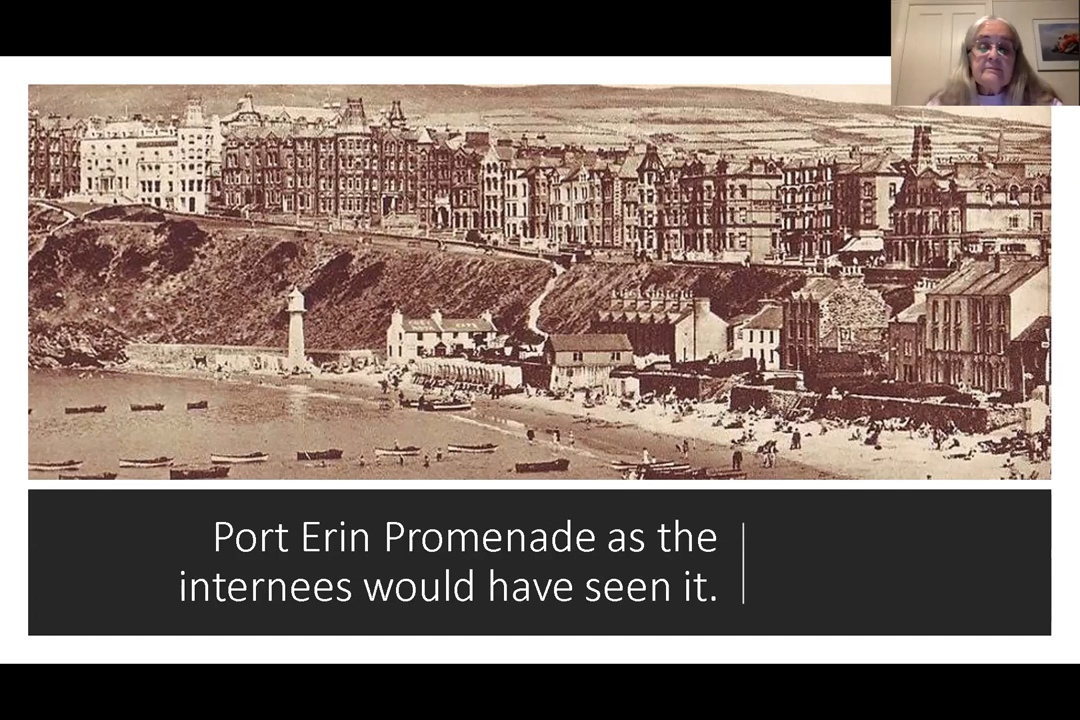 Port Erin Promenade as the
internees would have seen it.